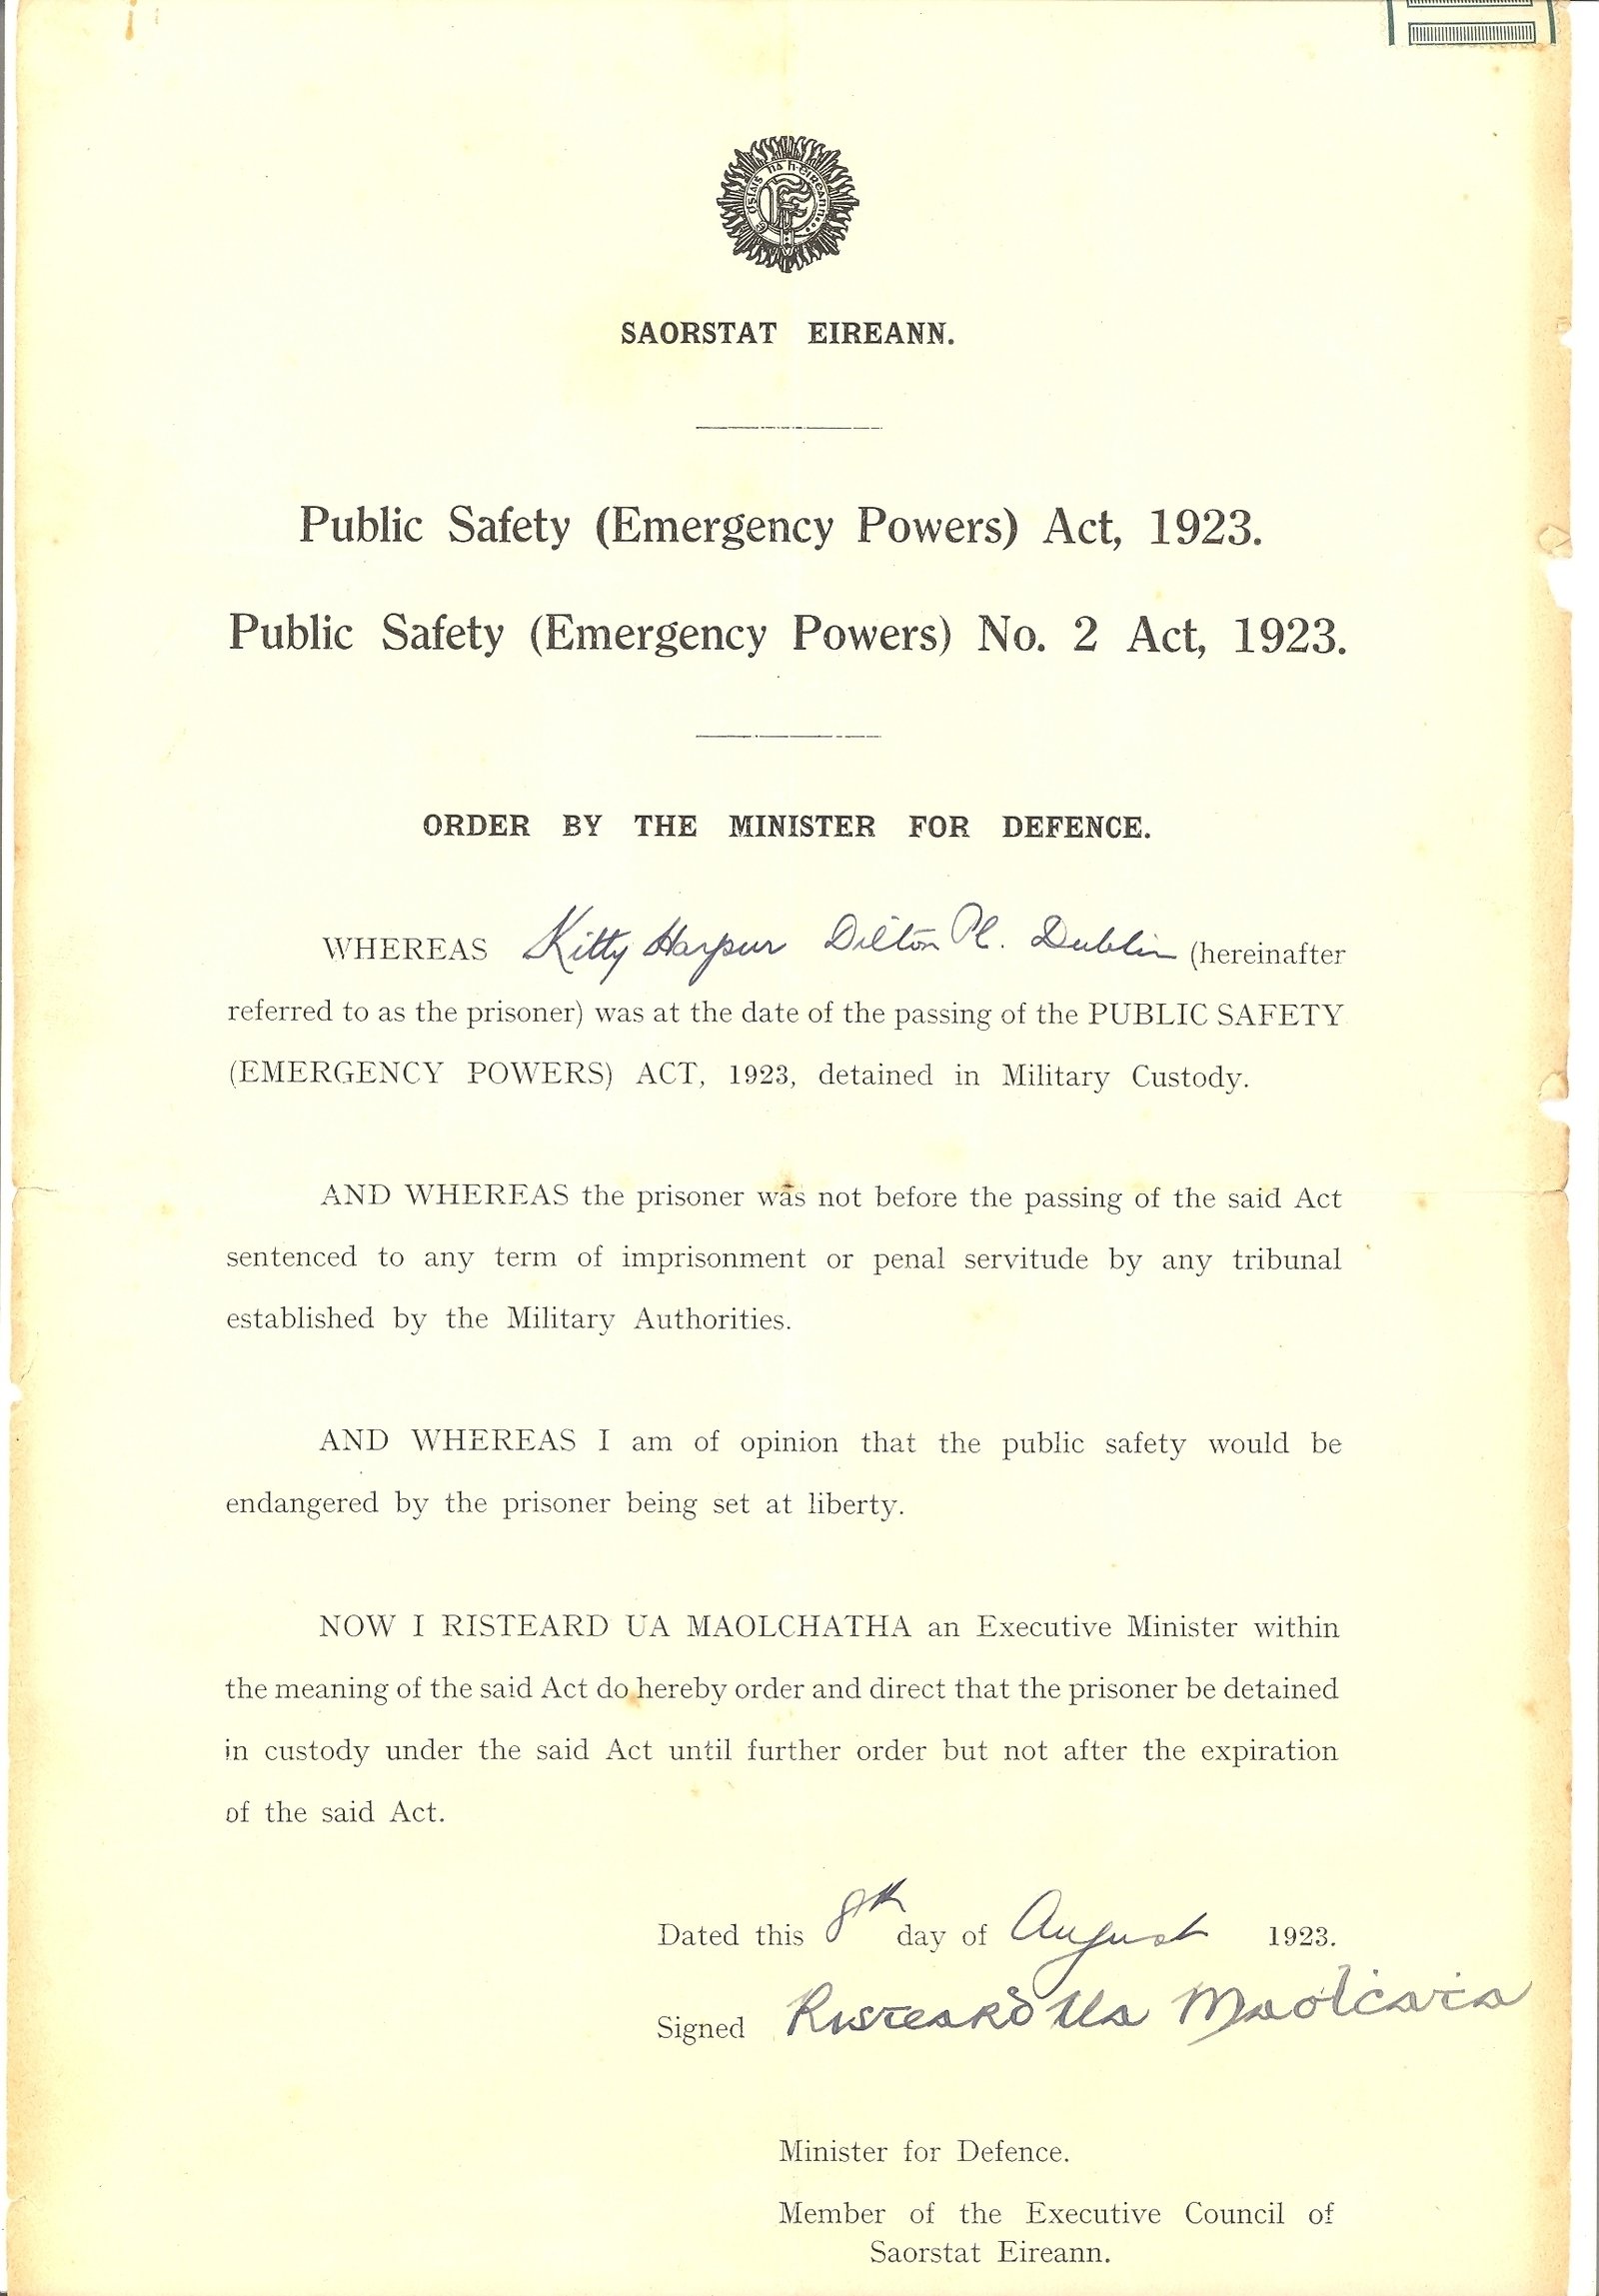 Óglaigh na h-Éireann
SAORSTAT EIREANN.
Public Safety (Emergency Powers) Act, 1923.
Public Safety (Emergency Powers) No. 2 Act, 1923.
ORDER BY THE MINISTER FOR DEFENCE.
WHEREAS Kitty Harpur Dilton Pl. Dublin (hereinafter
referred to as the prisoner) was at the date of the passing of the PUBLIC SAFETY
(EMERGENCY POWERS) ACT, 1923, detained in Military Custody.
AND WHEREAS the prisoner was not before the passing of the said Act
sentenced to any term of imprisonment or penal servitude by any tribunal
established by the Military Authorities.
AND WHEREAS I am of opinion that the public safety would be
endangered by the prisoner being set at liberty.
NOW I RISTEARD UA MAOLCHATHA an Executive Minister within
the meaning of the said Act do hereby order and direct that the prisoner be detained
in custody under the said Act until further order but not after the expiration
of the said Act.
Dated this 8th day of August 1923.
Signed Risteard Ua Maolċaṫa
Minister for Defence.
Member of the Executive Council of
Saorstat Eireann.